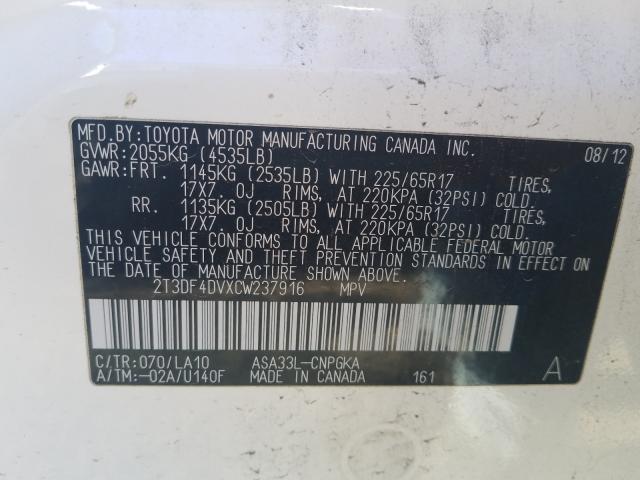 MFD.BY: TOYOTA MOTOR MANUFACTURING CANADA INC. 08/12
GVWR: 2055KG (4535LB)
GAWR: FRT. 1145KG (2535LB) WITH 225/65R17 TIRES,
17X7.0J RIMS, AT 220KPA (32PSI) COLD.
RR. 1135KG (2505LB) WITH 225/65R17 TIRES,
17X7.0J RIMS, AT 220KPA (32PSI) COLD.
THIS VEHICLE CONFORMS TO ALL APPLICABLE FEDERAL MOTOR
VEHICLE SAFETY AND THEFT PREVENTION STANDARDS IN EFFECT ON
THE DATE OF MANUFACTURE SHOWN ABOVE.
2T3DF4DVXCW237916 MPV
C/TR: 070/LA10 ASA33L-CNPGKA
A/TM: -02A/U140F MADE IN CANADA 161 A